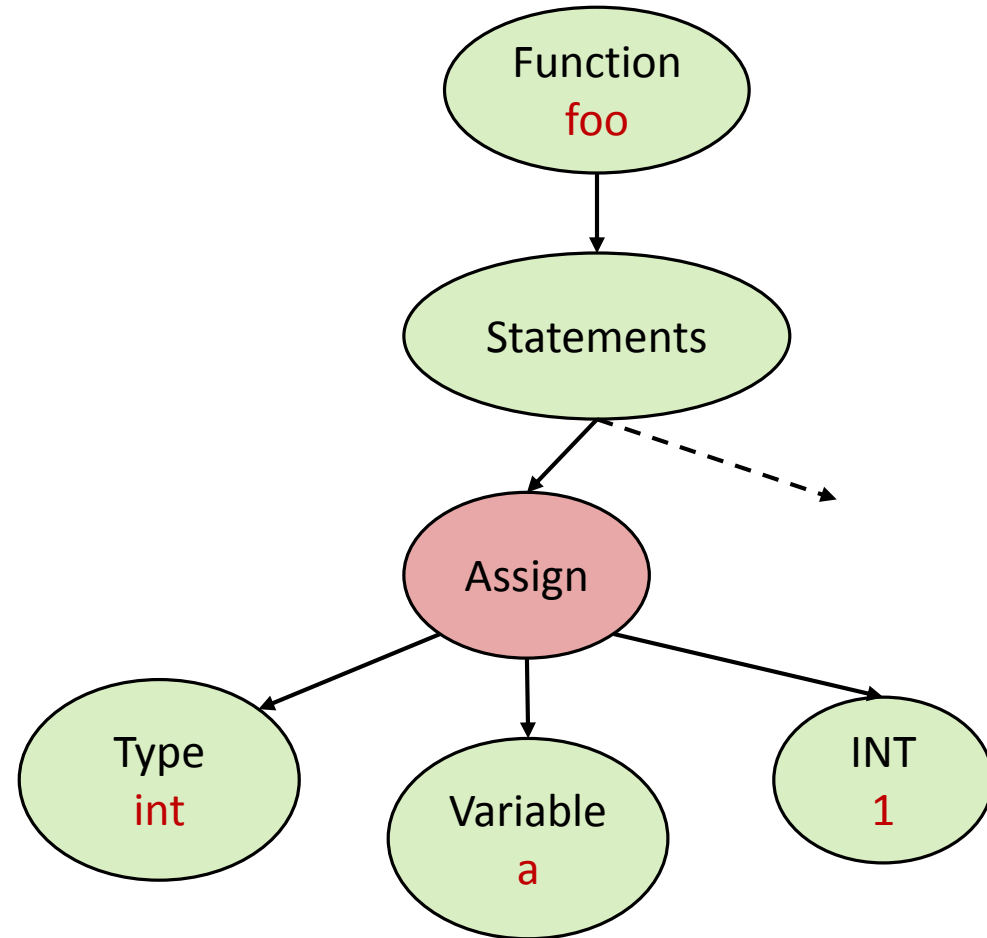 Function
foo
Statements
Assign
Type
int
Variable
a
INT
1